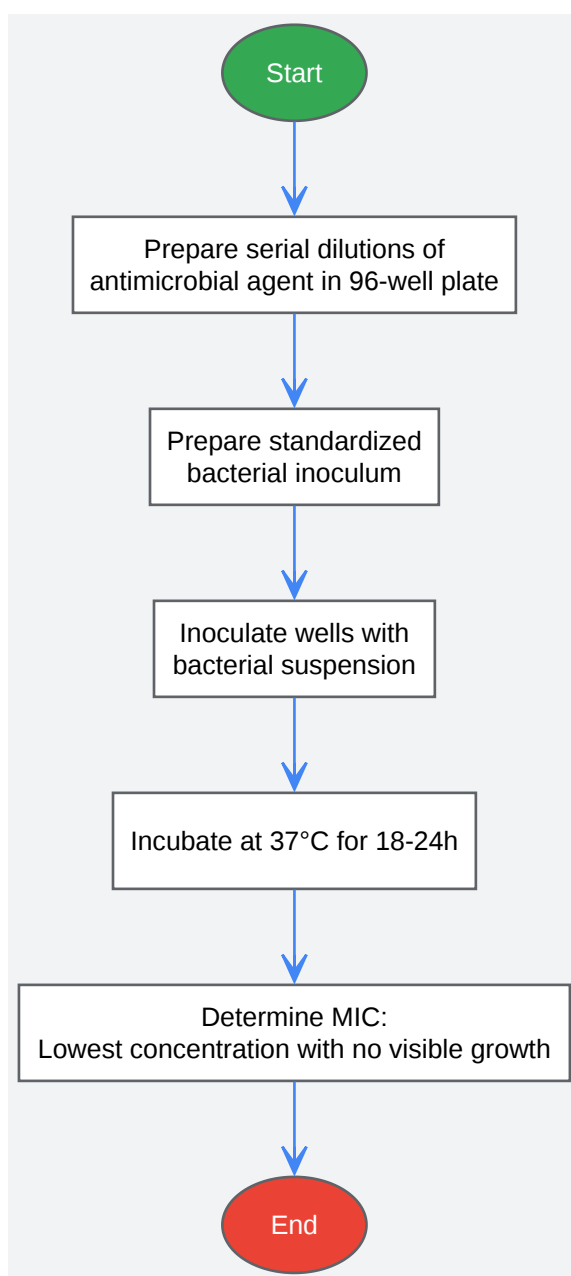 Start
Prepare serial dilutions of
antimicrobial agent in 96-well plate
Prepare standardized
bacterial inoculum
Inoculate wells with
bacterial suspension
Incubate at 37°C for 18-24h
Determine MIC:
Lowest concentration with no visible growth
End